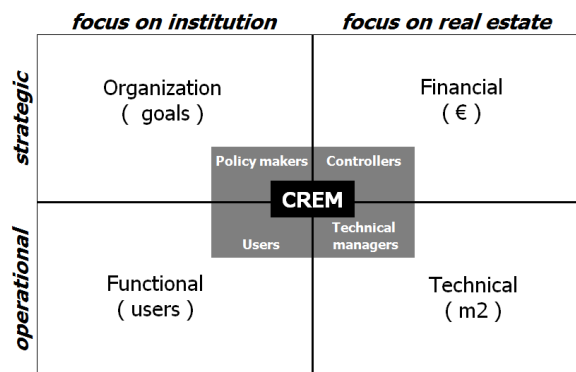 focus on institution
focus on real estate
strategic
Organization
( goals )
Financial
( € )
Policy makers
Controllers
CREM
Users
Technical
managers
operational
Functional
( users )
Technical
( m2 )